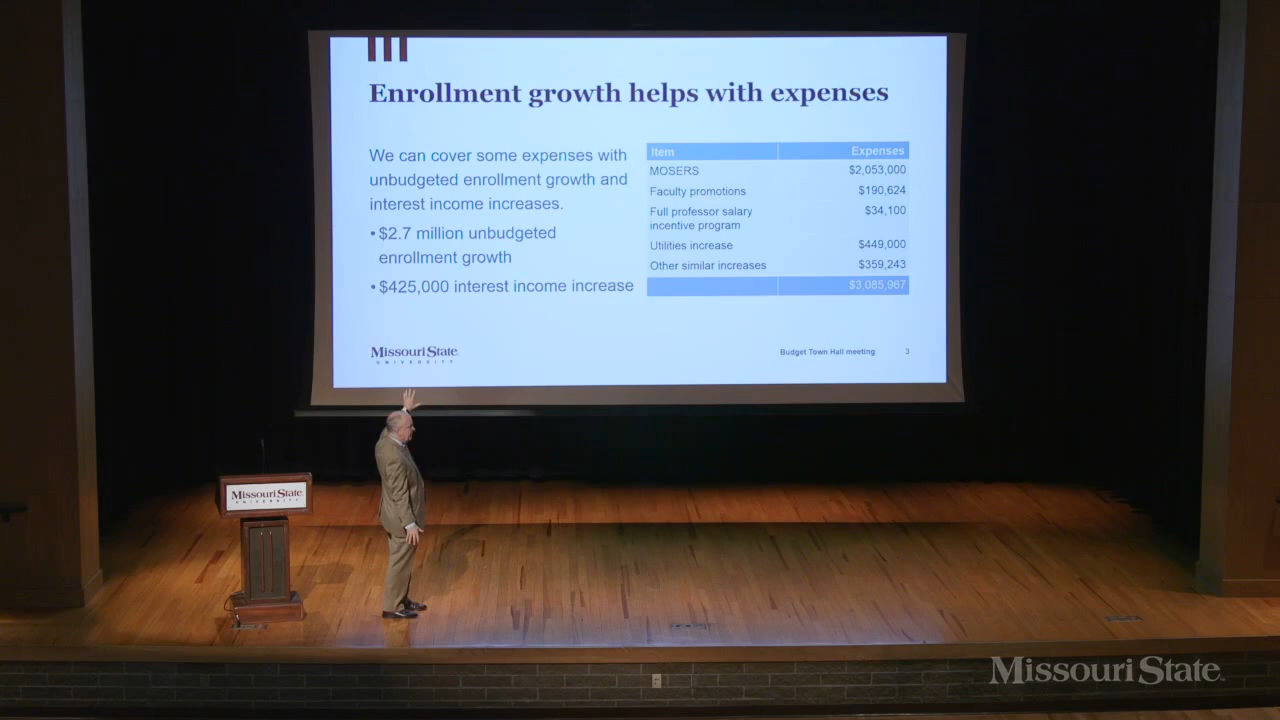 Enrollment growth helps with expenses
We can cover some expenses with
unbudgeted enrollment growth and
interest income increases.
• $2.7 million unbudgeted
enrollment growth
• $425,000 interest income increase
Item Expenses
MOSERS $2,053,000
Faculty promotions $190,624
Full professor salary $34,100
incentive program
Utilities increase $449,000
Other similar increases $359,243
$3,085,967
Missouri State
UNIVERSITY
Budget Town Hall meeting 3
Missouri State
UNIVERSITY
Missouri State